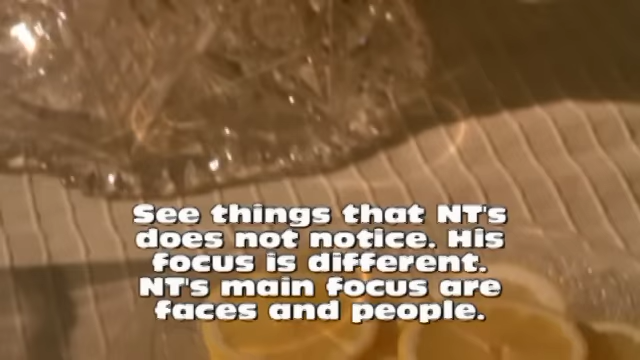 See things that NT's
does not notice. His
focus is different.
NT's main focus are
faces and people.